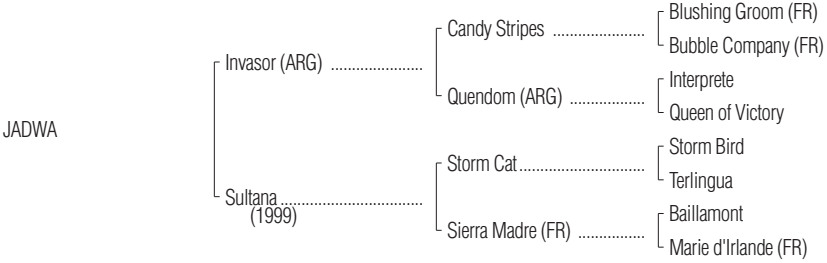 Blushing Groom (FR)
Candy Stripes ......................
Bubble Company (FR)
Invasor (ARG) ......................
Interprete
Quendom (ARG) ..................
Queen of Victory
JADWA
Storm Bird
Storm Cat ..............................
Terlingua
Sultana ..................................
(1999)
Baillamont
Sierra Madre (FR) ................
Marie d'Irlande (FR)